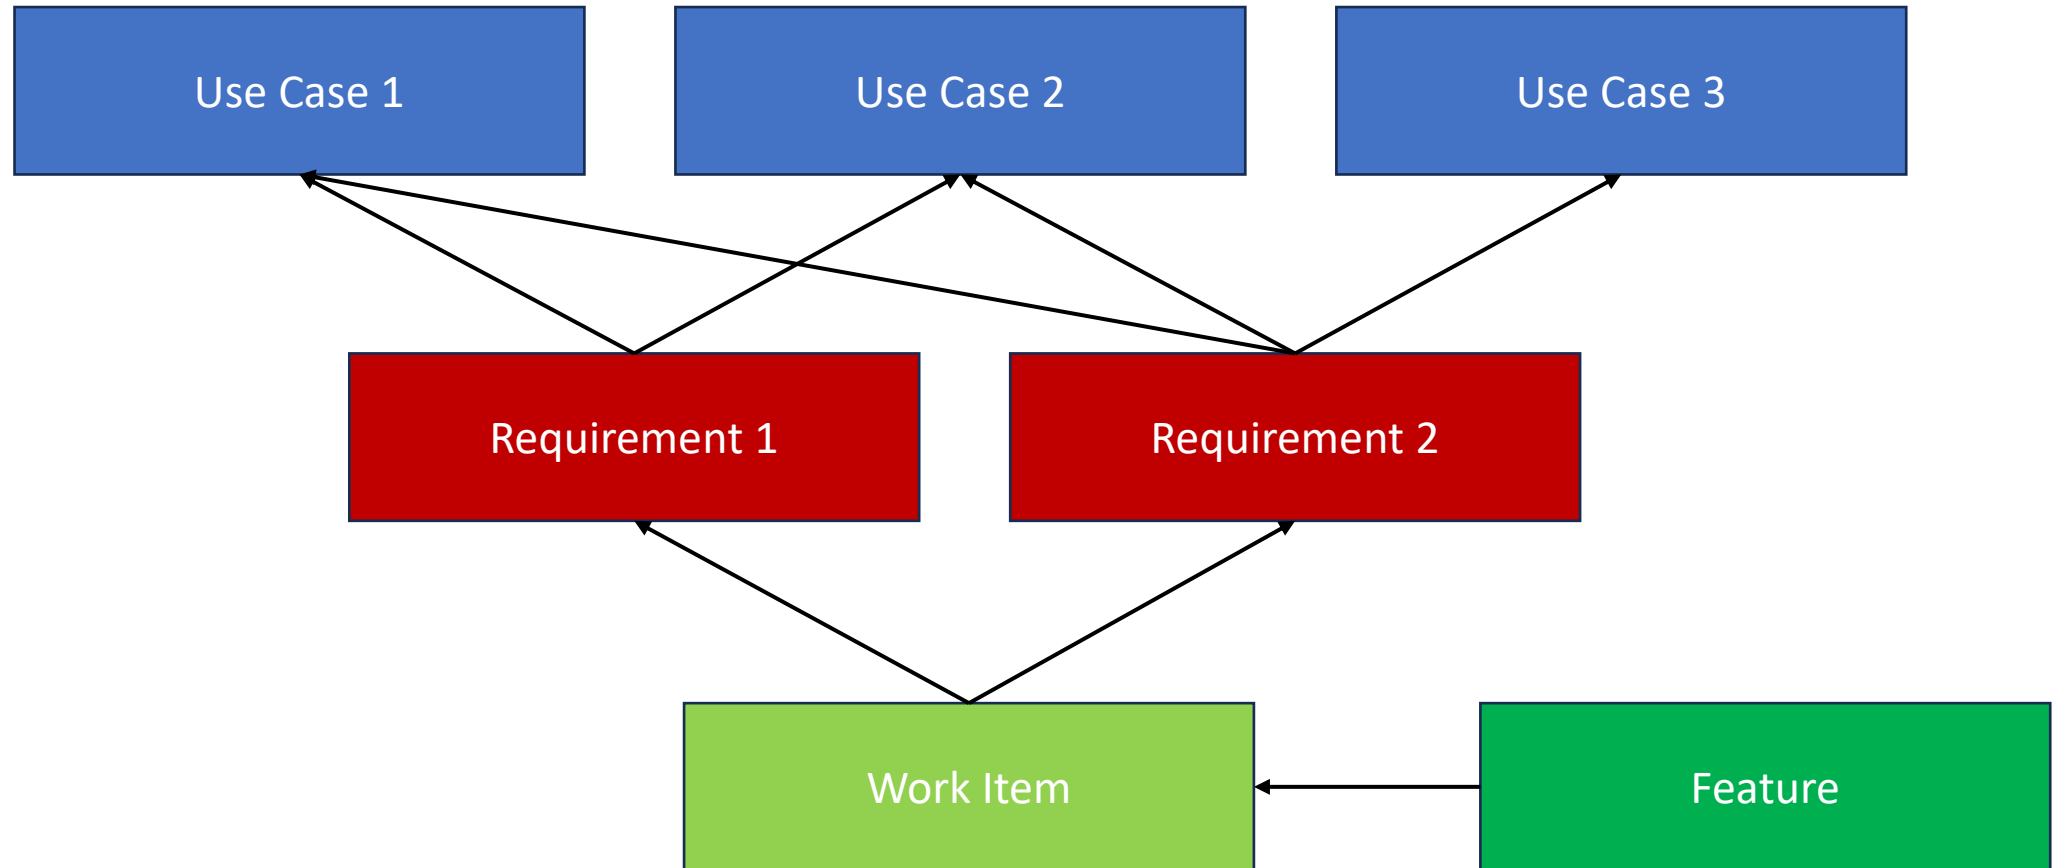 Use Case 1
Use Case 2
Use Case 3
Requirement 1
Requirement 2
Work Item
Feature